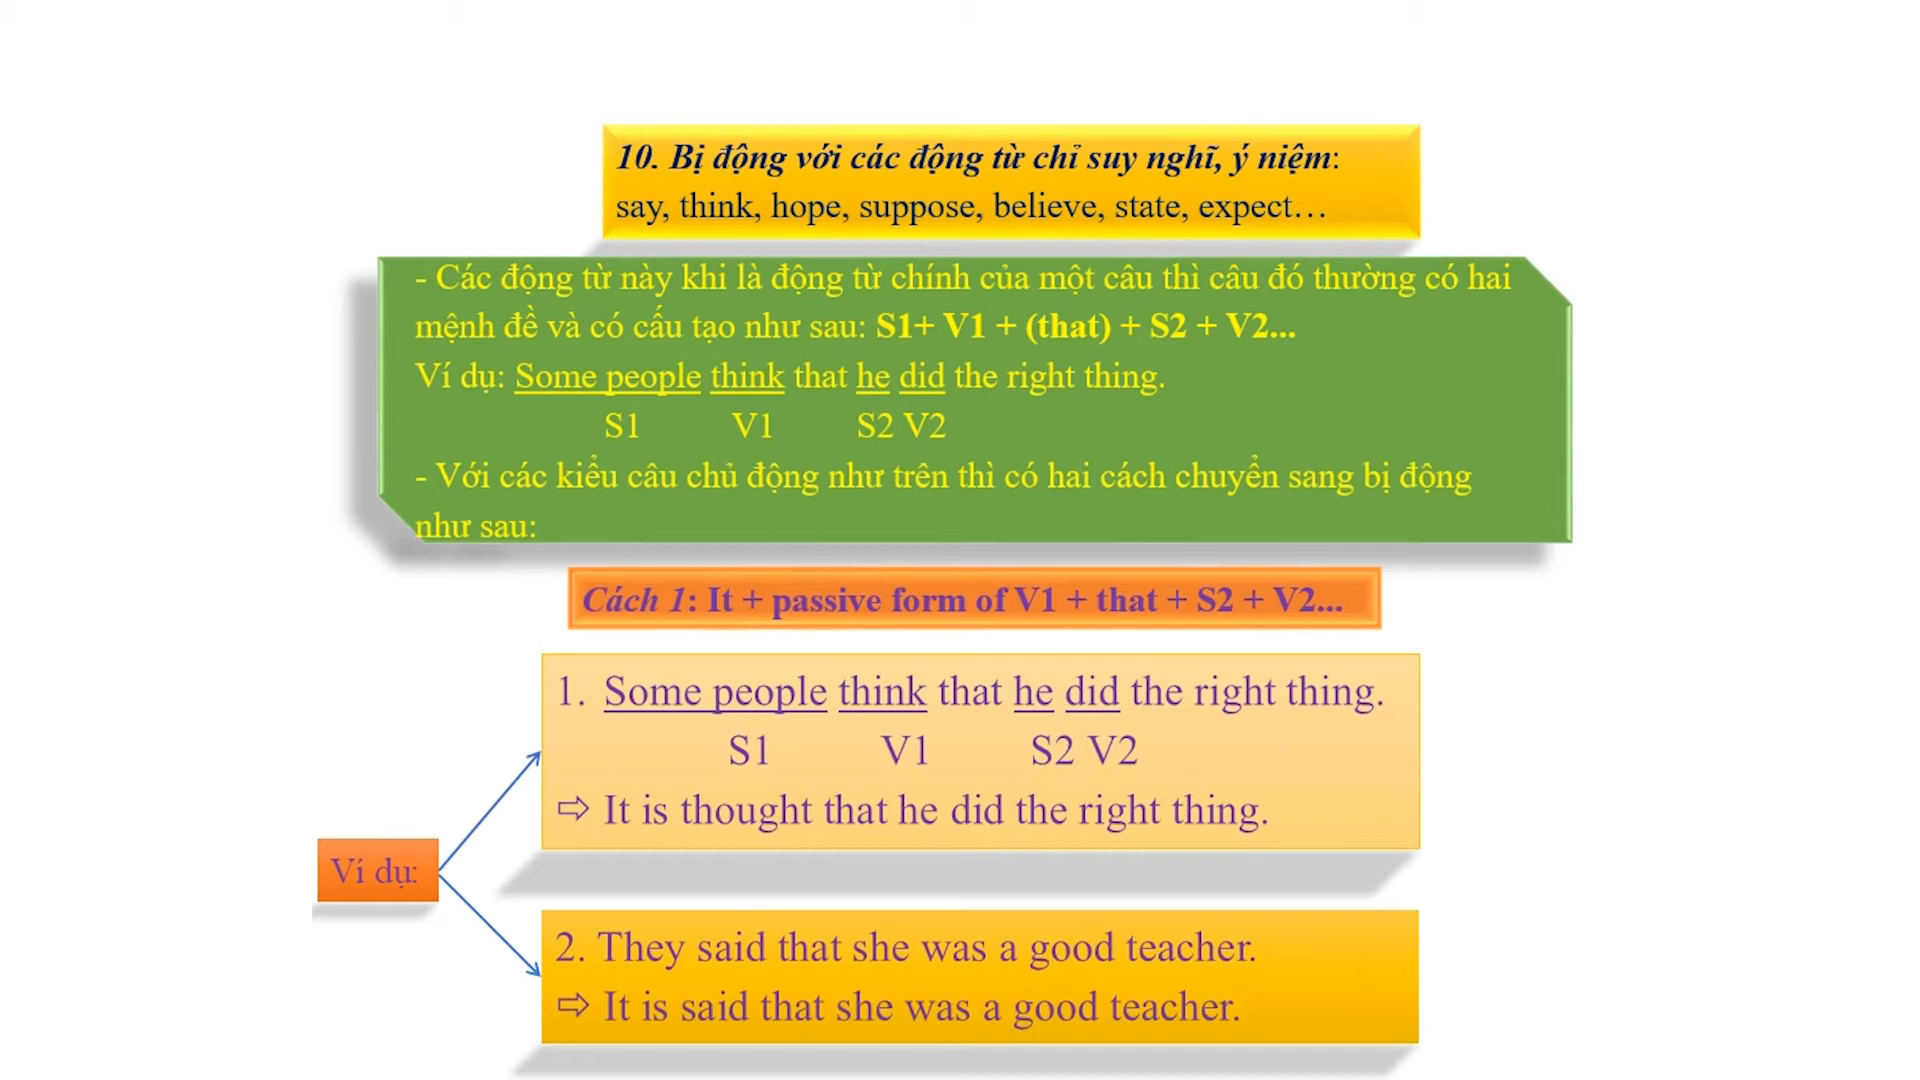 10. Bị động với các động từ chỉ suy nghĩ, ý niệm:
say, think, hope, suppose, believe, state, expect…
- Các động từ này khi là động từ chính của một câu thì câu đó thường có hai
mệnh đề và có cấu tạo như sau: S1+ V1 + (that) + S2 + V2...
Ví dụ: Some people think that he did the right thing.
S1 V1 S2 V2
- Với các kiểu câu chủ động như trên thì có hai cách chuyển sang bị động
như sau:
Cách 1: It + passive form of V1 + that + S2 + V2...
1. Some people think that he did the right thing.
S1 V1 S2 V2
⇨ It is thought that he did the right thing.
Ví dụ:
2. They said that she was a good teacher.
⇨ It is said that she was a good teacher.